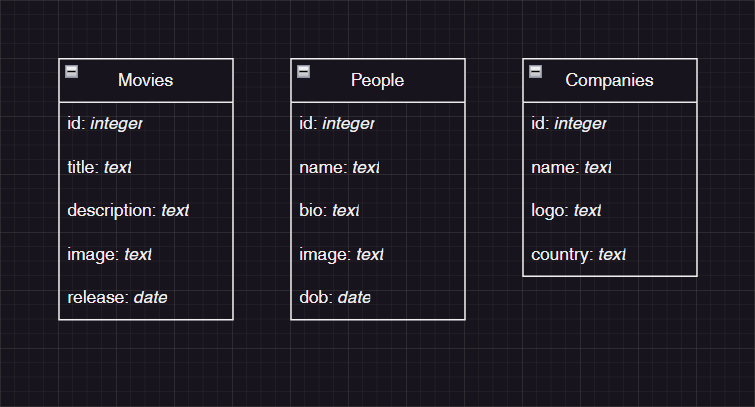 Movies
id: integer
title: text
description: text
image: text
release: date
People
id: integer
name: text
bio: text
image: text
dob: date
Companies
id: integer
name: text
logo: text
country: text